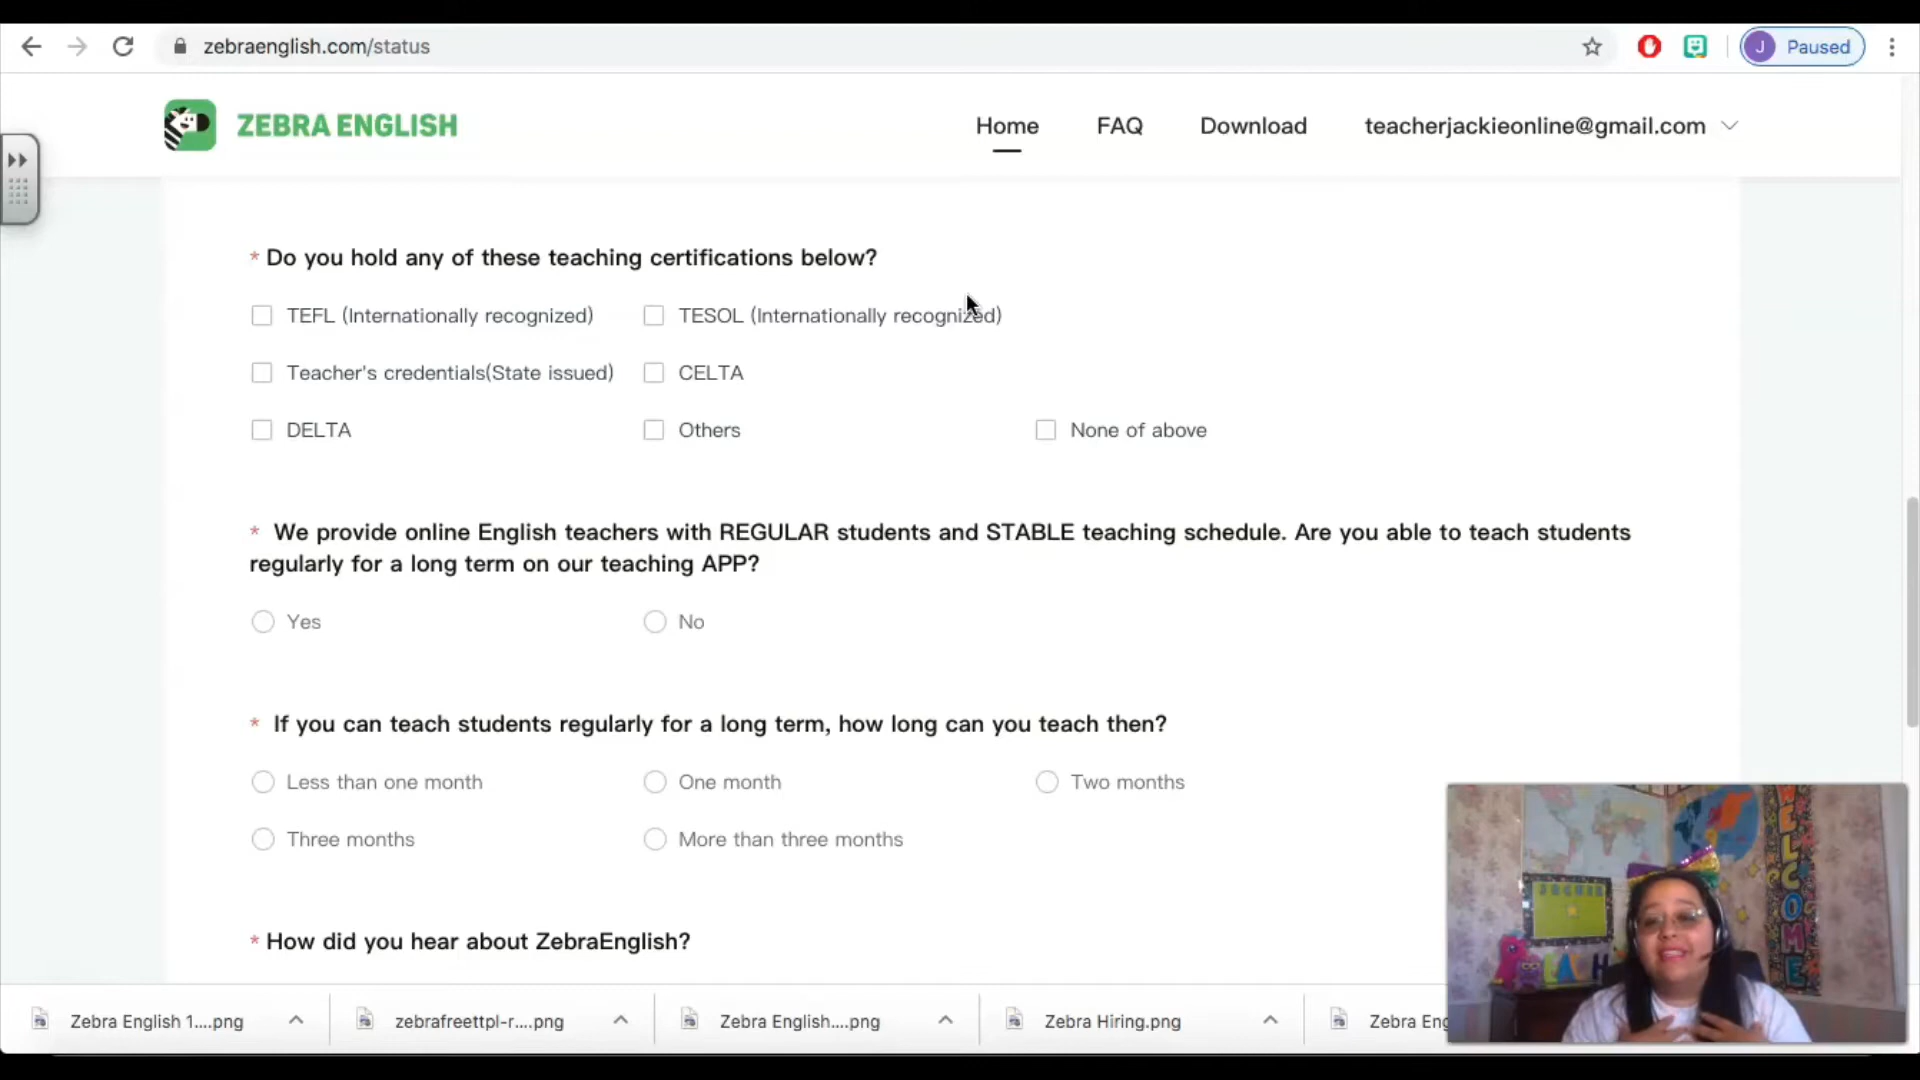 zebraenglish.com/status
J Paused
ZEBRA ENGLISH
Home FAQ Download teacherjackieonline@gmail.com
* Do you hold any of these teaching certifications below?
TEFL (Internationally recognized) TESOL (Internationally recognized)
Teacher's credentials(State issued) CELTA
DELTA Others None of above
* We provide online English teachers with REGULAR students and STABLE teaching schedule. Are you able to teach students
regularly for a long term on our teaching APP?
Yes No
* If you can teach students regularly for a long term, how long can you teach then?
Less than one month One month Two months
Three months More than three months
* How did you hear about ZebraEnglish?
WELCOME
Zebra English 1....png zebrafreettpl-r....png Zebra English....png Zebra Hiring.png Zebra Eng